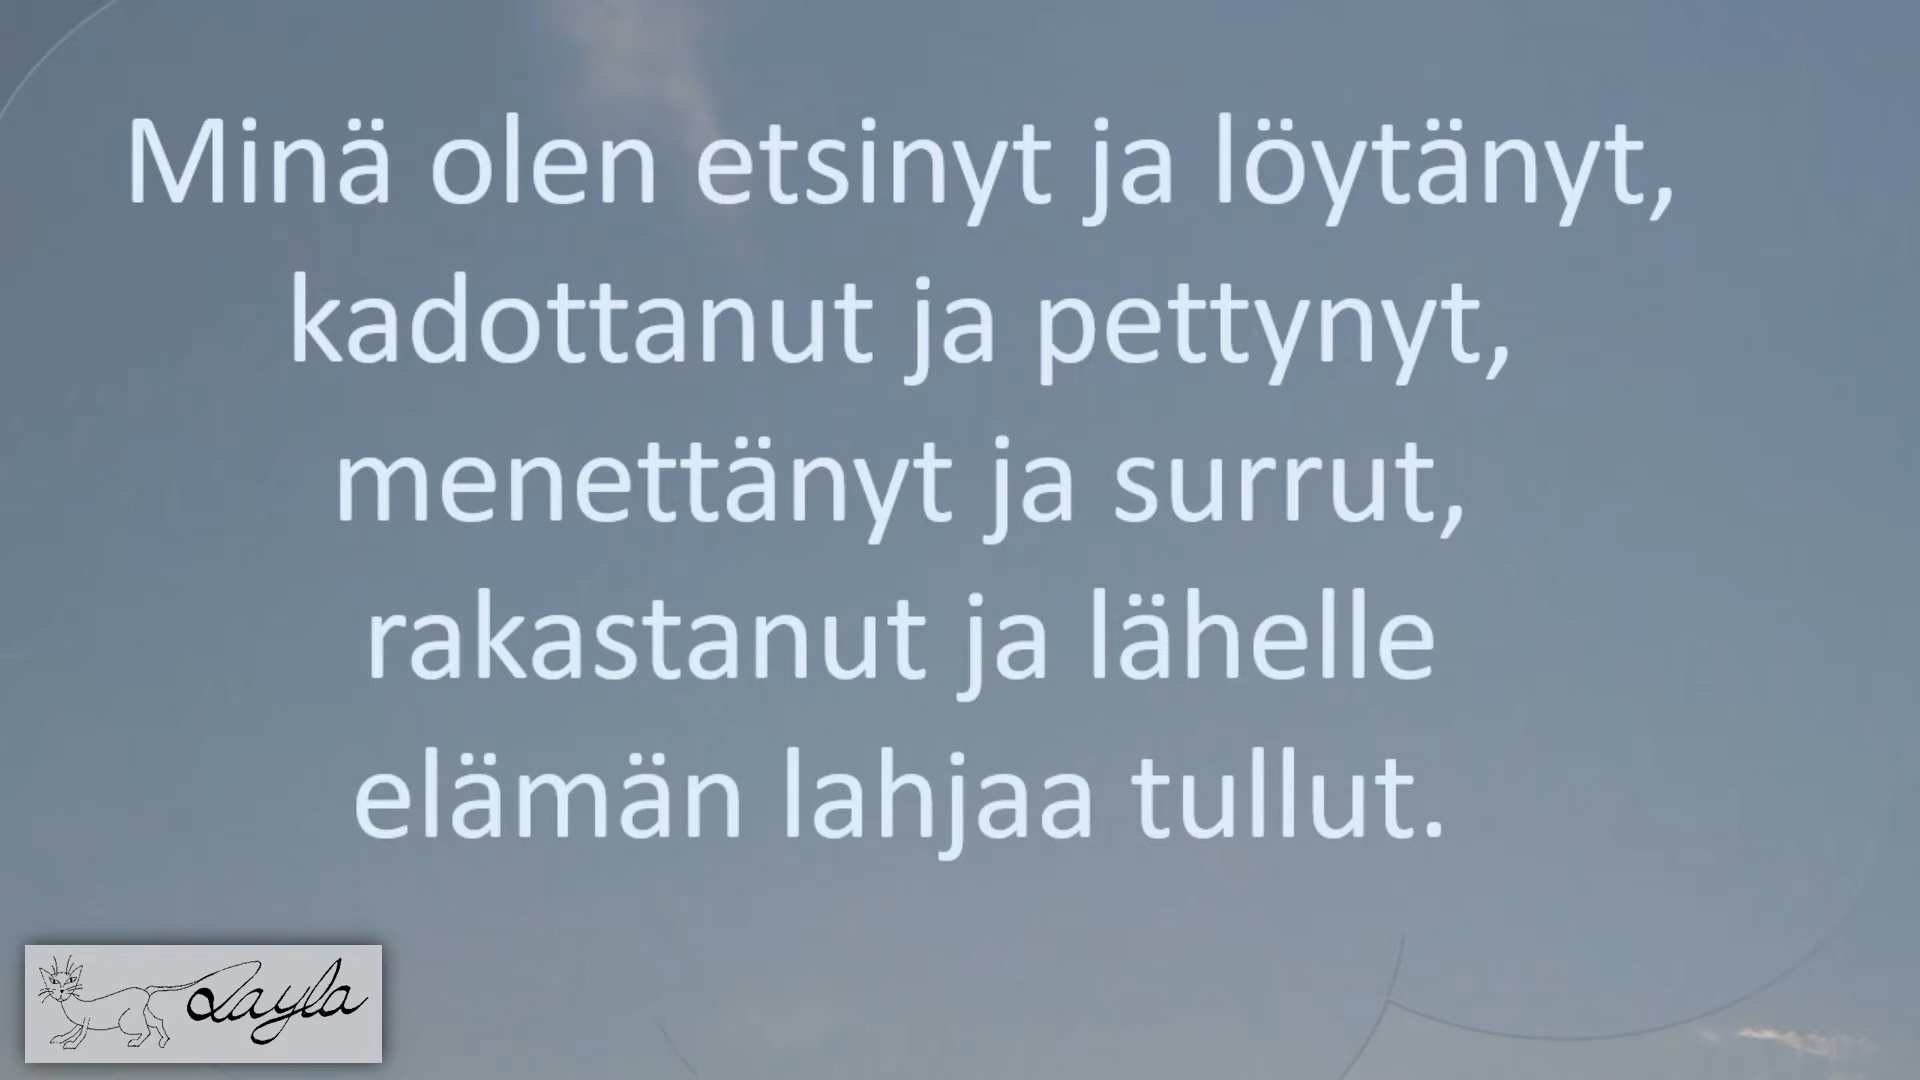 Minä olen etsinyt ja löytänyt,
kadottanut ja pettynyt,
menettänyt ja surrut,
rakastanut ja lähelle
elämän lahjaa tullut.
Layla